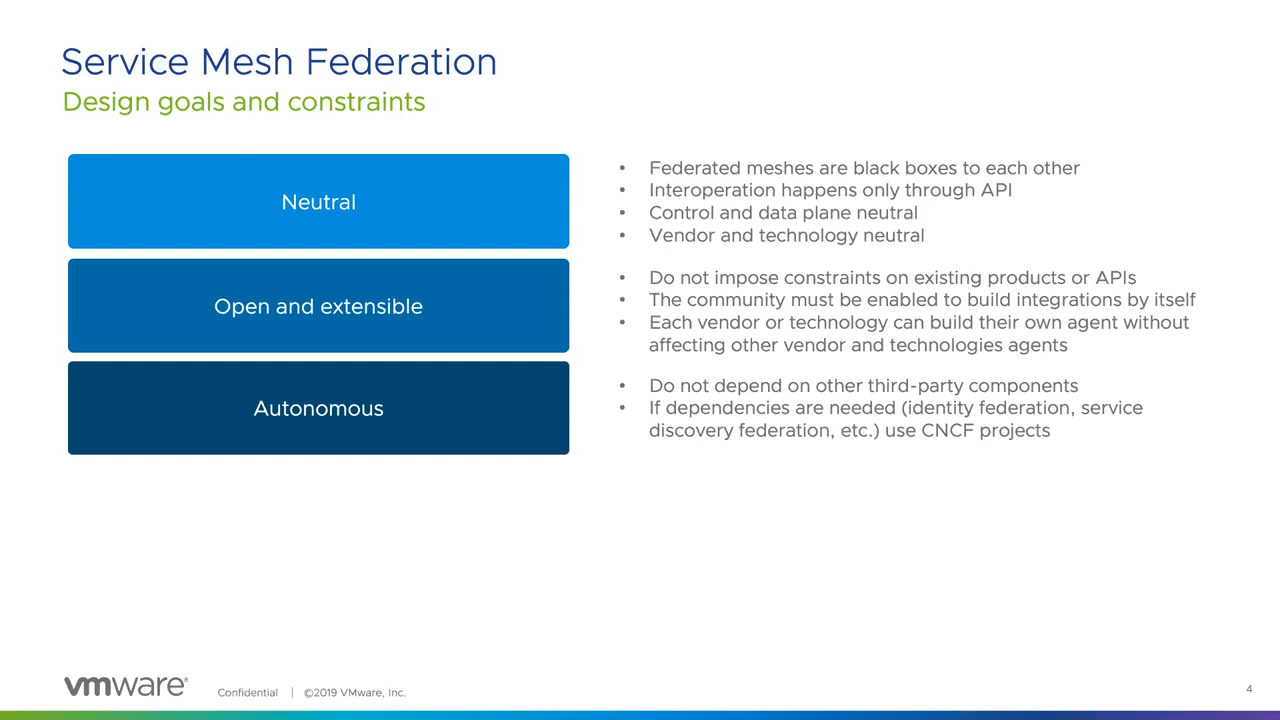 Service Mesh Federation
Design goals and constraints
Neutral
• Federated meshes are black boxes to each other
• Interoperation happens only through API
• Control and data plane neutral
• Vendor and technology neutral
Open and extensible
• Do not impose constraints on existing products or APIs
• The community must be enabled to build integrations by itself
• Each vendor or technology can build their own agent without
affecting other vendor and technologies agents
Autonomous
• Do not depend on other third-party components
• If dependencies are needed (identity federation, service
discovery federation, etc.) use CNCF projects
vmware® Confidential | ©2019 VMware, Inc. 4